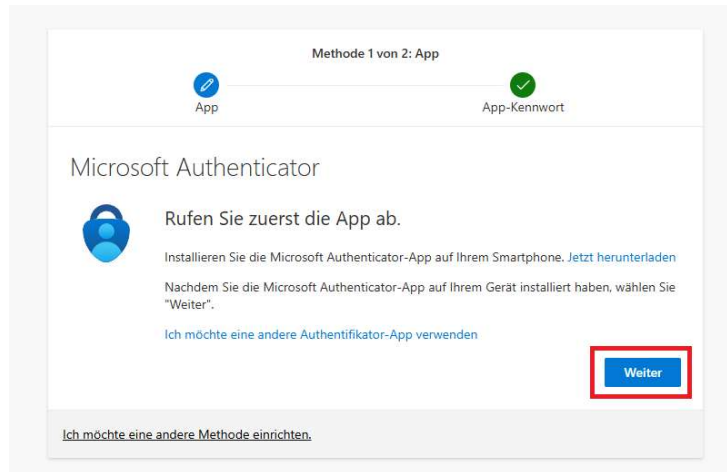 Methode 1 von 2: App
App
App-Kennwort
Microsoft Authenticator
Rufen Sie zuerst die App ab.
Installieren Sie die Microsoft Authenticator-App auf Ihrem Smartphone. Jetzt herunterladen
Nachdem Sie die Microsoft Authenticator-App auf Ihrem Gerät installiert haben, wählen Sie
"Weiter".
Ich möchte eine andere Authentifikator-App verwenden
Weiter
Ich möchte eine andere Methode einrichten.